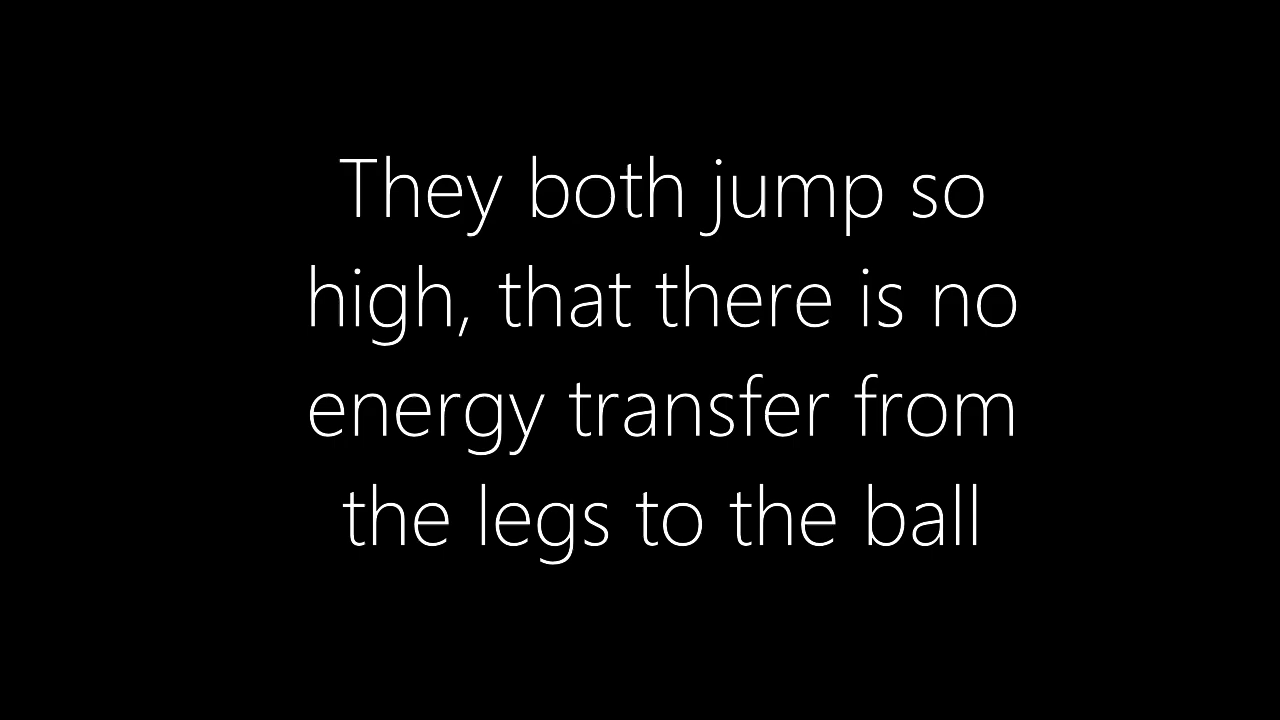 They both jump so
high, that there is no
energy transfer from
the legs to the ball